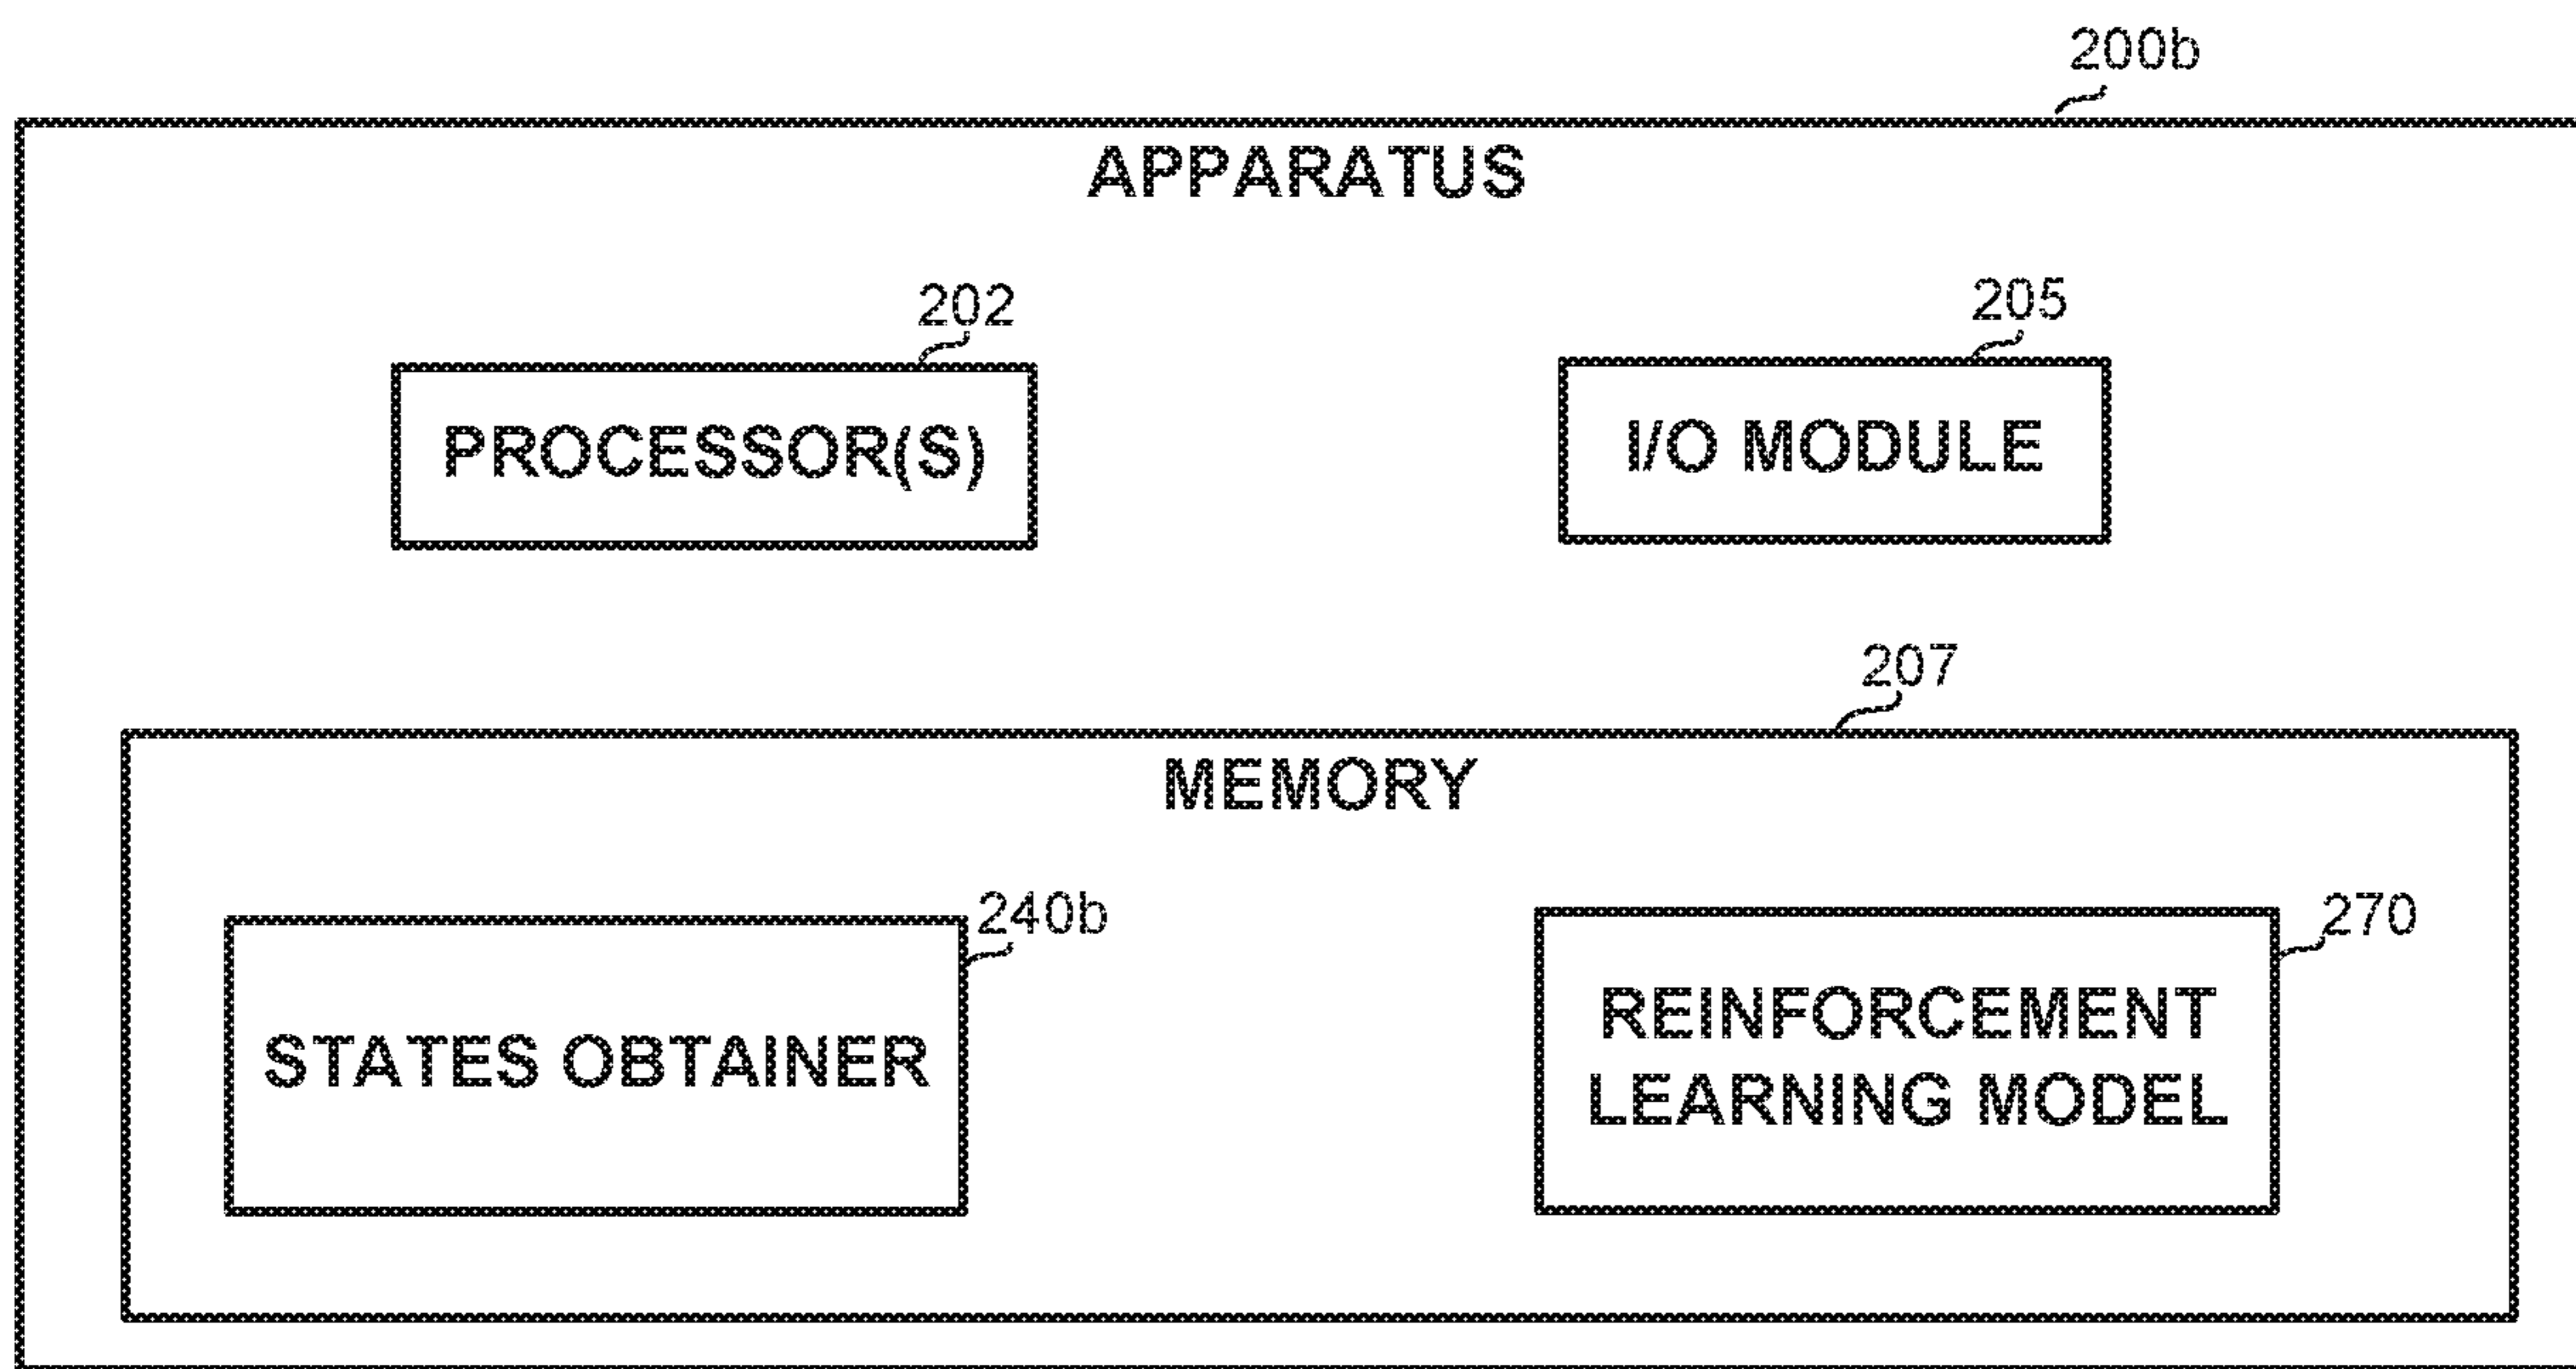 200b
APPARATUS
202
205
PROCESSOR(S)
I/O MODULE
207
MEMORY
240b
270
STATES OBTAINER
REINFORCEMENT
LEARNING MODEL